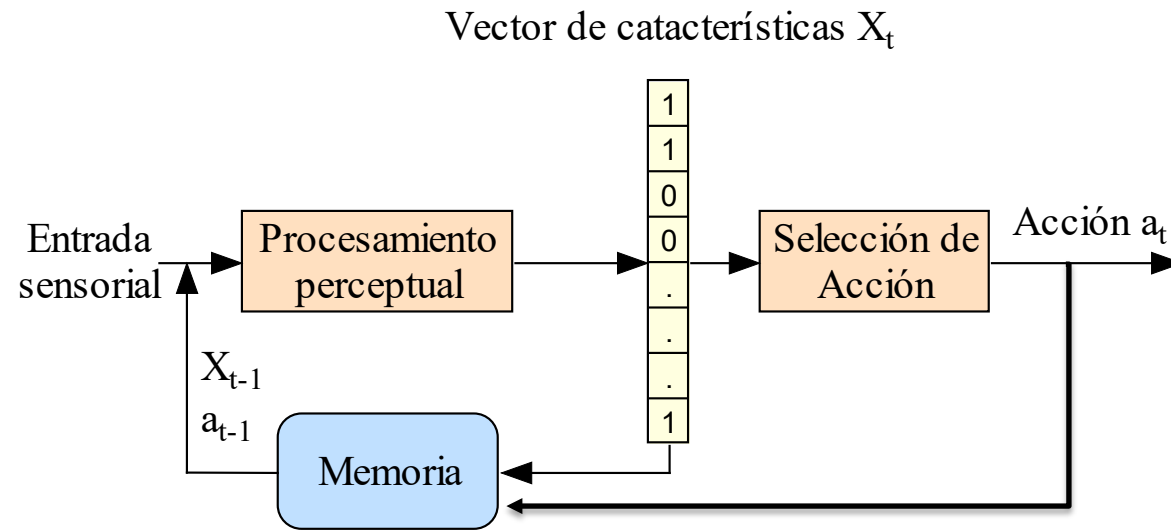 Vector de catacterísticas Xt
1
1
0
0
.
.
.
1
Entrada
sensorial
Procesamiento
perceptual
Selección de
Acción
Acción at
Xt-1
at-1
Memoria